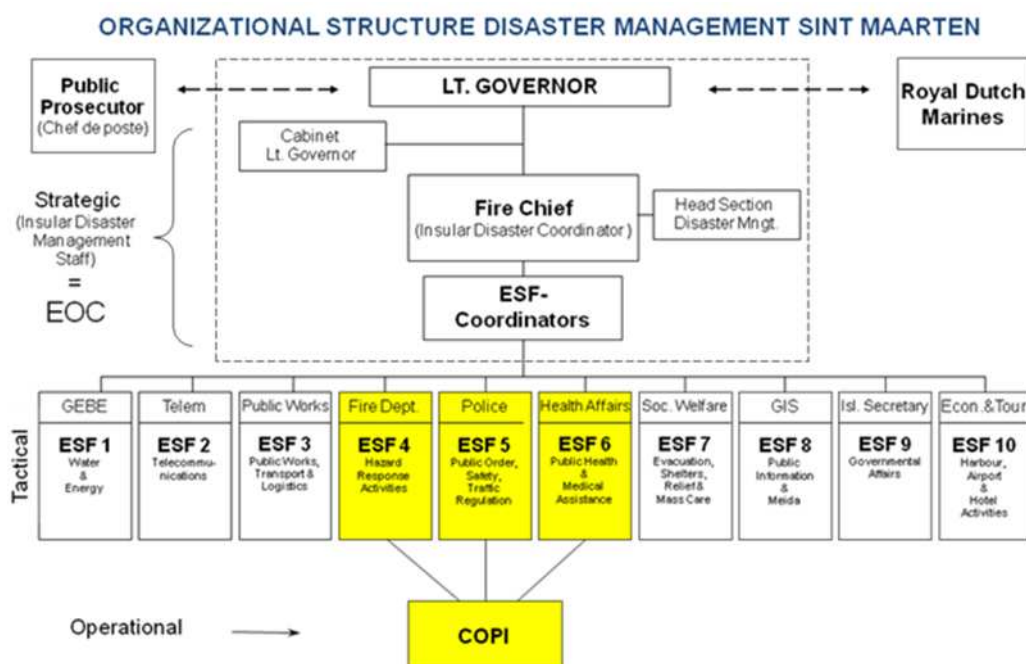 ORGANIZATIONAL STRUCTURE DISASTER MANAGEMENT SINT MAARTEN
Public
Prosecutor
(Chef de poste)
LT. GOVERNOR
Royal Dutch
Marines
Cabinet
Lt. Governor
Strategic
(Insular Disaster
Management
Staff)
=
EOC
Fire Chief
(Insular Disaster Coordinator)
Head Section
Disaster Mngt.
ESF-
Coordinators
Tactical
GEBE
ESF 1
Water
&
Energy
Telem
ESF 2
Telecommu-
nications
Public Works
ESF 3
Public Works,
Transport &
Logistics
Fire Dept.
ESF 4
Hazard
Response
Activities
Police
ESF 5
Public Order,
Safety,
Traffic
Regulation
Health Affairs
ESF 6
Public Health
&
Medical
Assistance
Soc. Welfare
ESF 7
Evacuation,
Shelters,
Relief &
Mass Care
GIS
ESF 8
Public
Information
&
Meida
Isl. Secretary
ESF 9
Governmental
Affairs
Econ.&Tour
ESF 10
Harbour,
Airport
&
Hotel
Activities
Operational
COPI